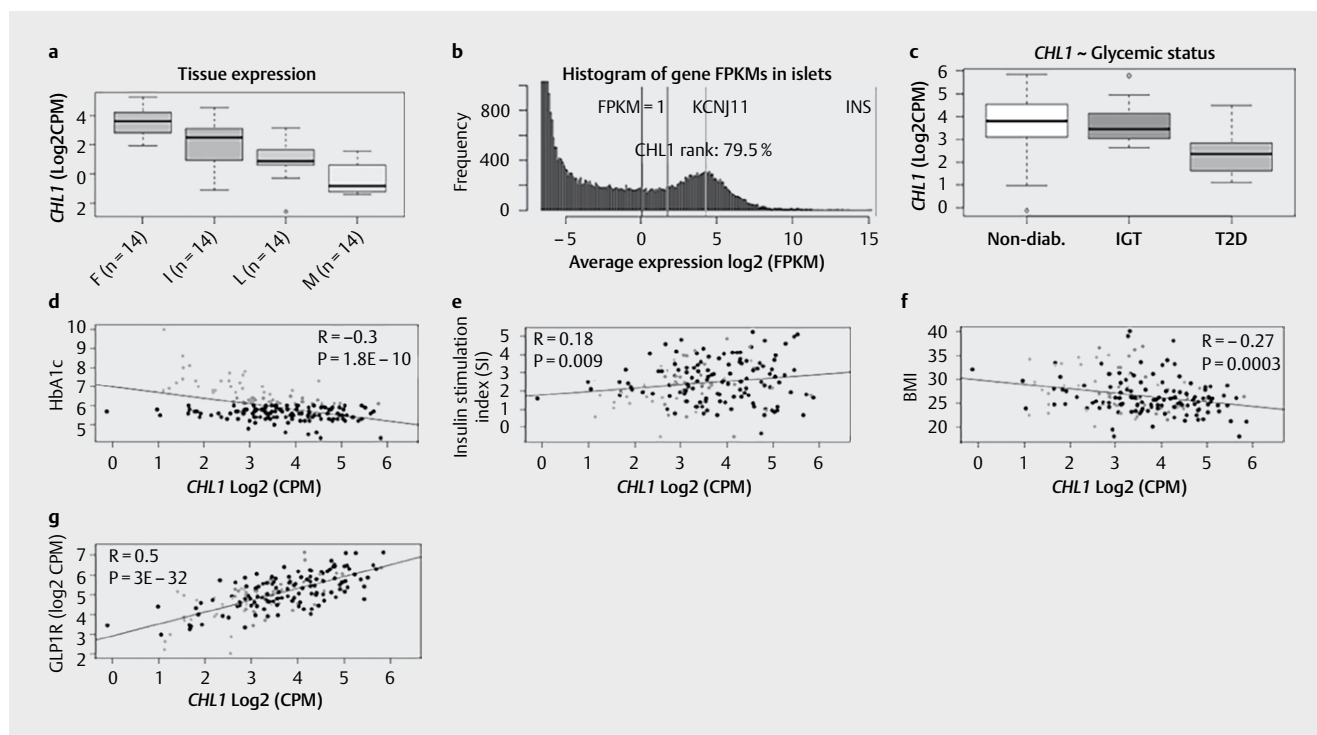 a
Tissue expression
CHL1 (Log2CPM)
4
2
0
2
F (n = 14)
I (n = 14)
L (n = 14)
M (n = 14)
b
Histogram of gene FPKMs in islets
Frequency
800
400
0
FPKM = 1
KCNJ11
INS
CHL1 rank: 79.5 %
−5
0
5
10
15
Average expression log2 (FPKM)
c
CHL1 ~ Glycemic status
CHL1 (Log2CPM)
6
5
4
3
2
1
0
Non-diab.
IGT
T2D
d
HbA1c
10
9
8
7
6
5
R = −0.3
P = 1.8E − 10
0 1 2 3 4 5 6
CHL1 Log2 (CPM)
e
Insulin stimulation
index (SI)
5
4
3
2
1
0
R = 0.18
P = 0.009
0 1 2 3 4 5 6
CHL1 Log2 (CPM)
f
BMI
40
35
30
25
20
R = − 0.27
P = 0.0003
0 1 2 3 4 5 6
CHL1 Log2 (CPM)
g
GLP1R (log2 CPM)
7
6
5
4
3
2
R = 0.5
P = 3E − 32
0 1 2 3 4 5 6
CHL1 Log2 (CPM)